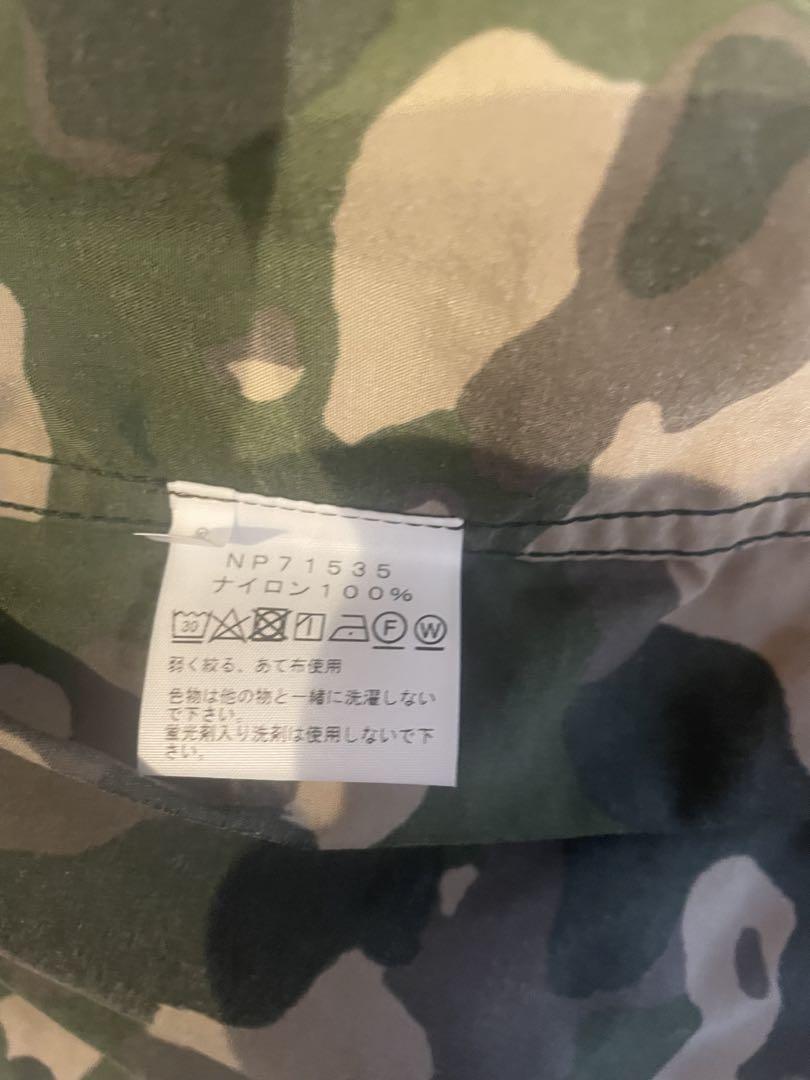 NP71535
ナイロン100%
30 F W
弱く絞る、あて布使用
色物は他の物と一緒に洗濯しない
で下さい。
蛍光剤入り洗剤は使用しないで下
さい。